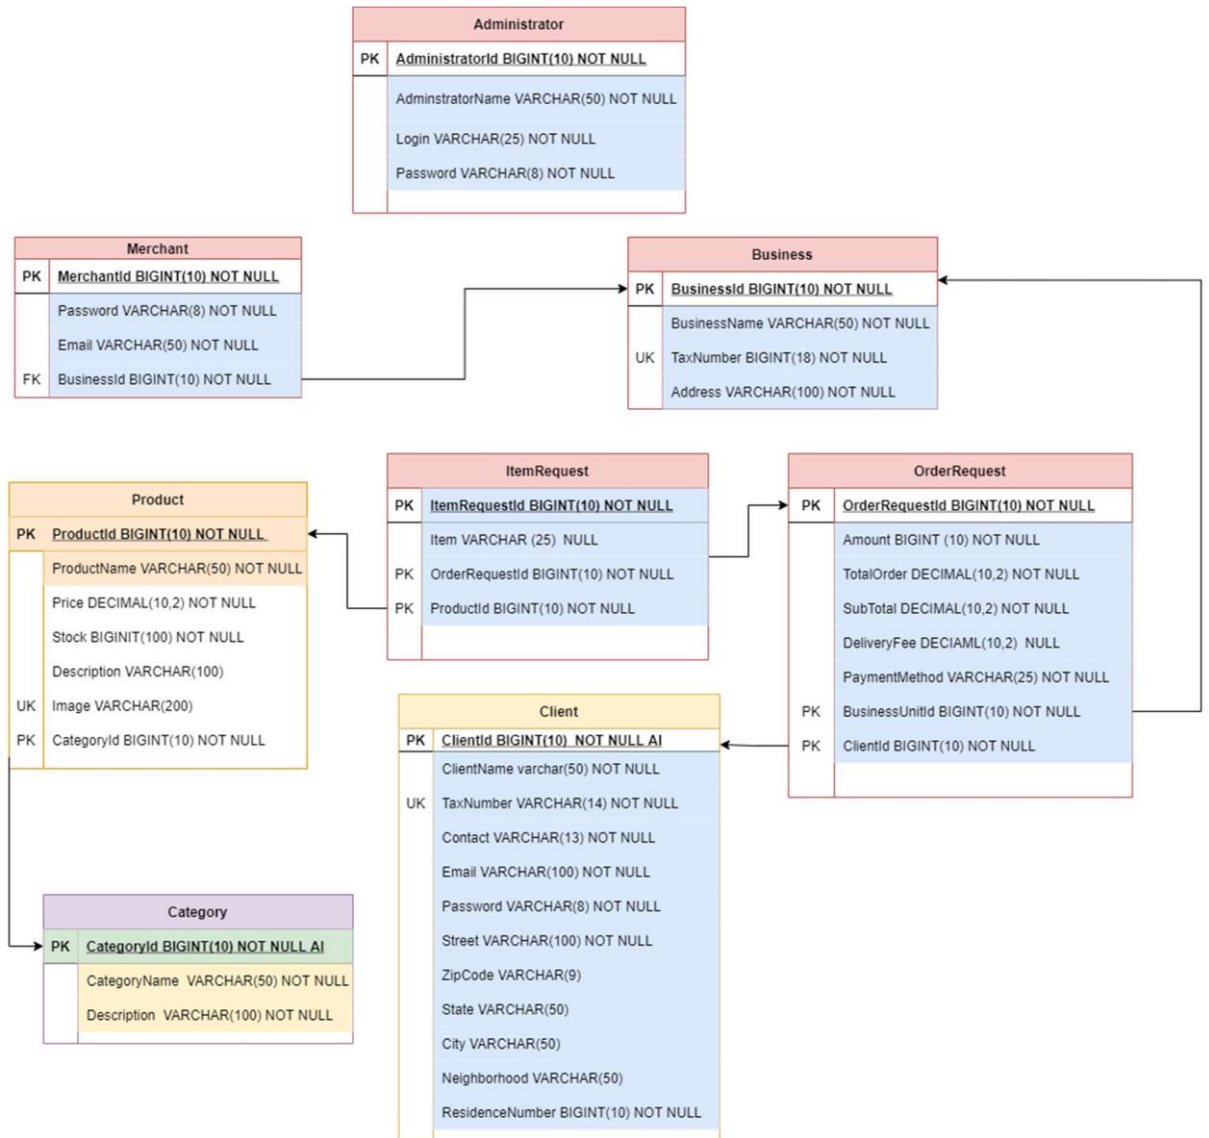 Administrator
PK AdministratorId BIGINT(10) NOT NULL
AdminstratorName VARCHAR(50) NOT NULL
Login VARCHAR(25) NOT NULL
Password VARCHAR(8) NOT NULL
Merchant
PK MerchantId BIGINT(10) NOT NULL
Password VARCHAR(8) NOT NULL
Email VARCHAR(50) NOT NULL
FK BusinessId BIGINT(10) NOT NULL
Business
PK BusinessId BIGINT(10) NOT NULL
BusinessName VARCHAR(50) NOT NULL
UK TaxNumber BIGINT(18) NOT NULL
Address VARCHAR(100) NOT NULL
Product
PK ProductId BIGINT(10) NOT NULL
ProductName VARCHAR(50) NOT NULL
Price DECIMAL(10,2) NOT NULL
Stock BIGINIT(100) NOT NULL
Description VARCHAR(100)
UK Image VARCHAR(200)
PK CategoryId BIGINT(10) NOT NULL
ItemRequest
PK ItemRequestId BIGINT(10) NOT NULL
Item VARCHAR (25) NULL
PK OrderRequestId BIGINT(10) NOT NULL
PK ProductId BIGINT(10) NOT NULL
OrderRequest
PK OrderRequestId BIGINT(10) NOT NULL
Amount BIGINT (10) NOT NULL
TotalOrder DECIMAL(10,2) NOT NULL
SubTotal DECIMAL(10,2) NOT NULL
DeliveryFee DECIAML(10,2) NULL
PaymentMethod VARCHAR(25) NOT NULL
PK BusinessUnitId BIGINT(10) NOT NULL
PK ClientId BIGINT(10) NOT NULL
Client
PK ClientId BIGINT(10) NOT NULL AI
ClientName varchar(50) NOT NULL
UK TaxNumber VARCHAR(14) NOT NULL
Contact VARCHAR(13) NOT NULL
Email VARCHAR(100) NOT NULL
Password VARCHAR(8) NOT NULL
Street VARCHAR(100) NOT NULL
ZipCode VARCHAR(9)
State VARCHAR(50)
City VARCHAR(50)
Neighborhood VARCHAR(50)
ResidenceNumber BIGINT(10) NOT NULL
Category
PK CategoryId BIGINT(10) NOT NULL AI
CategoryName VARCHAR(50) NOT NULL
Description VARCHAR(100) NOT NULL